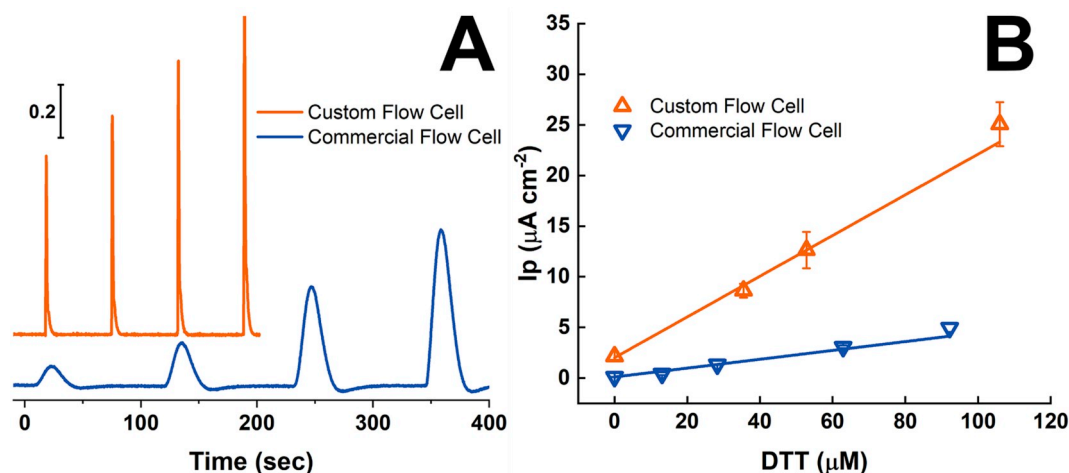 A
0.2
Custom Flow Cell
Commercial Flow Cell
0 100 200 300 400
Time (sec)
B
35
30
25
20
15
10
5
0
Ip (μA cm⁻²)
Custom Flow Cell
Commercial Flow Cell
0 20 40 60 80 100 120
DTT (μM)